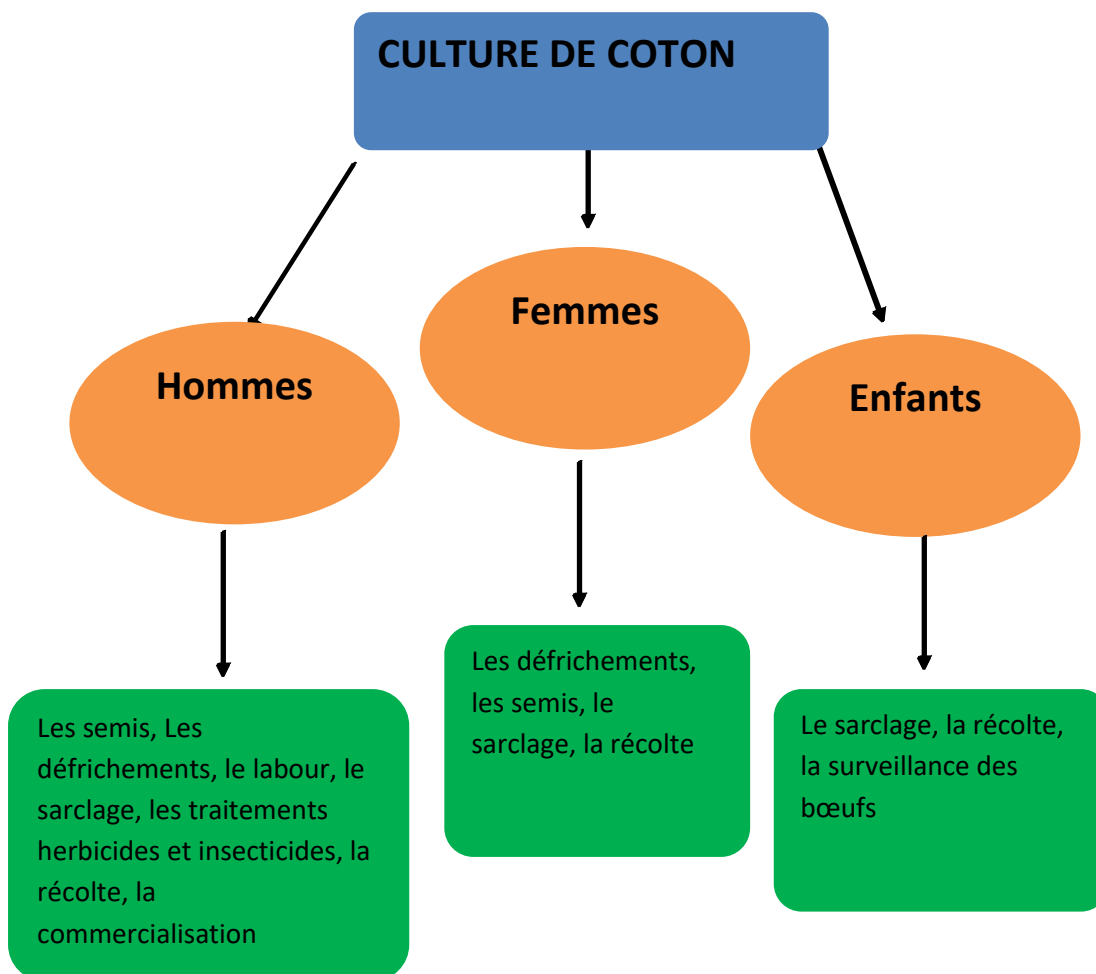 CULTURE DE COTON
Hommes
Femmes
Enfants
Les semis, Les
défrichements, le labour, le
sarclage, les traitements
herbicides et insecticides, la
récolte, la
commercialisation
Les défrichements,
les semis, le
sarclage, la récolte
Le sarclage, la récolte,
la surveillance des
bœufs